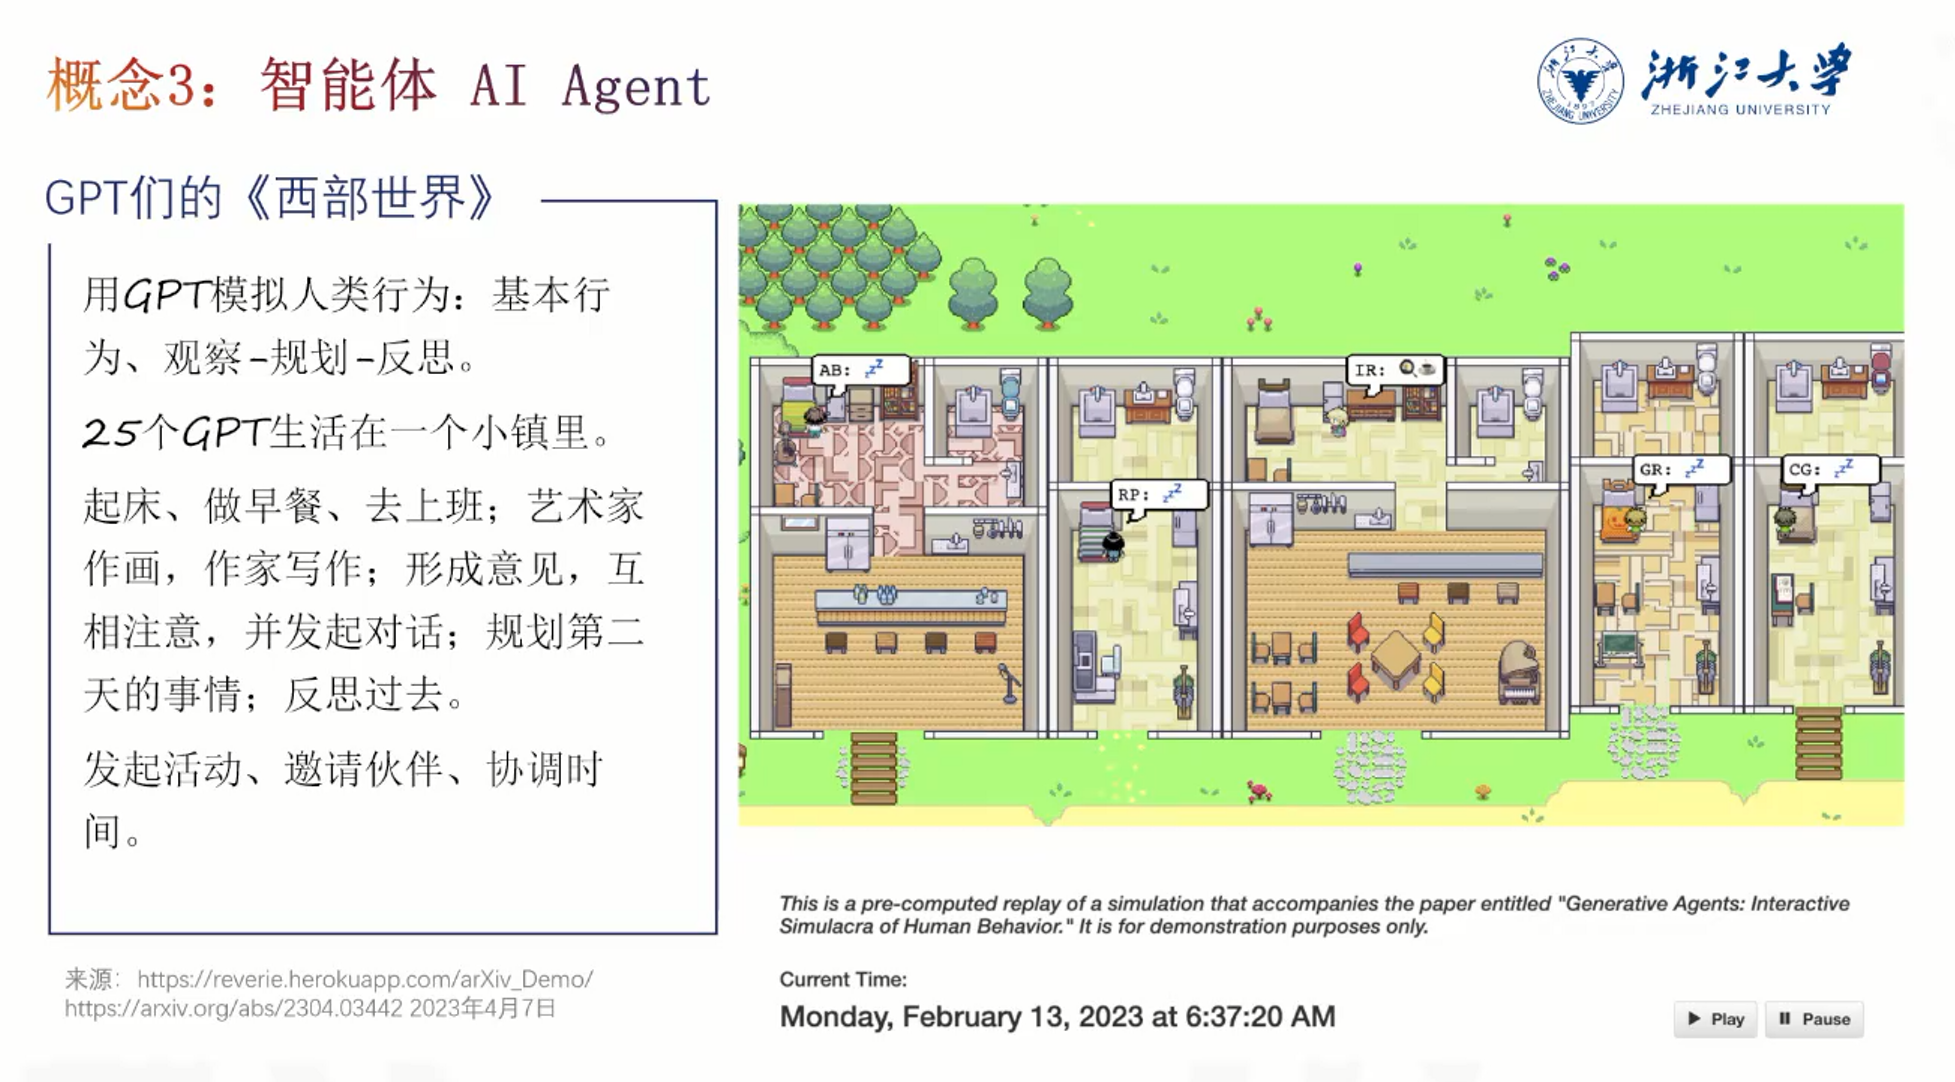 概念3：智能体 AI Agent
浙江大学
ZHEJIANG UNIVERSITY
GPT们的《西部世界》
用GPT模拟人类行为：基本行
为、观察-规划-反思。
25个GPT生活在一个小镇里。
起床、做早餐、去上班；艺术家
作画，作家写作；形成意见，互
相注意，并发起对话；规划第二
天的事情；反思过去。
发起活动、邀请伙伴、协调时
间。
来源：https://reverie.herokuapp.com/arXiv_Demo/
https://arxiv.org/abs/2304.03442 2023年4月7日
AB:
IR:
RP:
GR:
CG:
This is a pre-computed replay of a simulation that accompanies the paper entitled "Generative Agents: Interactive
Simulacra of Human Behavior." It is for demonstration purposes only.
Current Time:
Monday, February 13, 2023 at 6:37:20 AM
Play
Pause